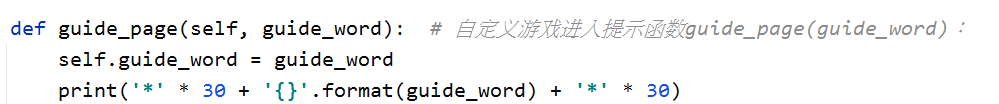 def guide_page(self, guide_word):  # 自定义游戏进入提示函数guide_page(guide_word)：
    self.guide_word = guide_word
    print('*' * 30 + '{}'.format(guide_word) + '*' * 30)